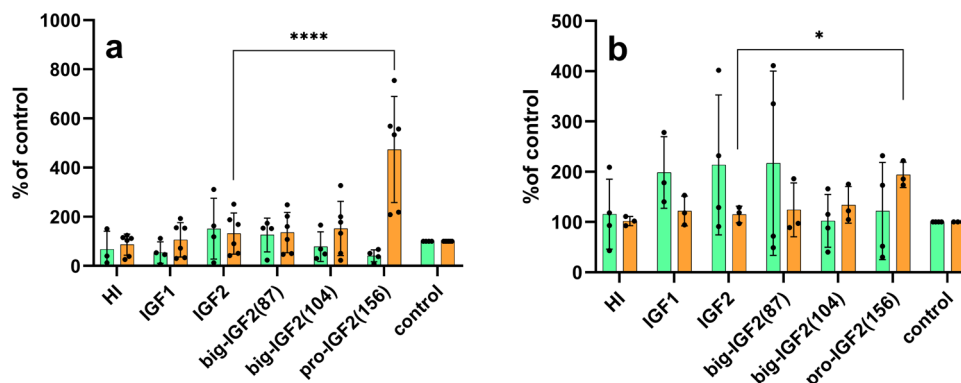 a
****
%of control
1000
800
600
400
200
0
HI
IGF1
IGF2
big-IGF2(87)
big-IGF2(104)
pro-IGF2(156)
control
b
*
%of control
500
400
300
200
100
0
HI
IGF1
IGF2
big-IGF2(87)
big-IGF2(104)
pro-IGF2(156)
control